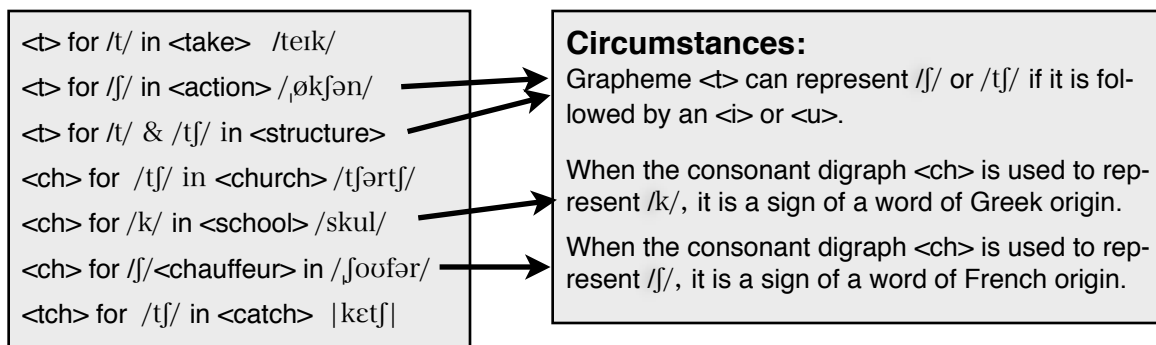 <t> for /t/ in <take> /teɪk/
<t> for /ʃ/ in <action> /ˌøkʃən/
<t> for /t/ & /tʃ/ in <structure>
<ch> for /tʃ/ in <church> /tʃərtʃ/
<ch> for /k/ in <school> /skul/
<ch> for /ʃ/<chauffeur> in /ˌʃoʊfər/
<tch> for /tʃ/ in <catch> |kɛtʃ|
Circumstances:
Grapheme <t> can represent /ʃ/ or /tʃ/ if it is fol-
lowed by an <i> or <u>.
When the consonant digraph <ch> is used to rep-
resent /k/, it is a sign of a word of Greek origin.
When the consonant digraph <ch> is used to rep-
resent /ʃ/, it is a sign of a word of French origin.